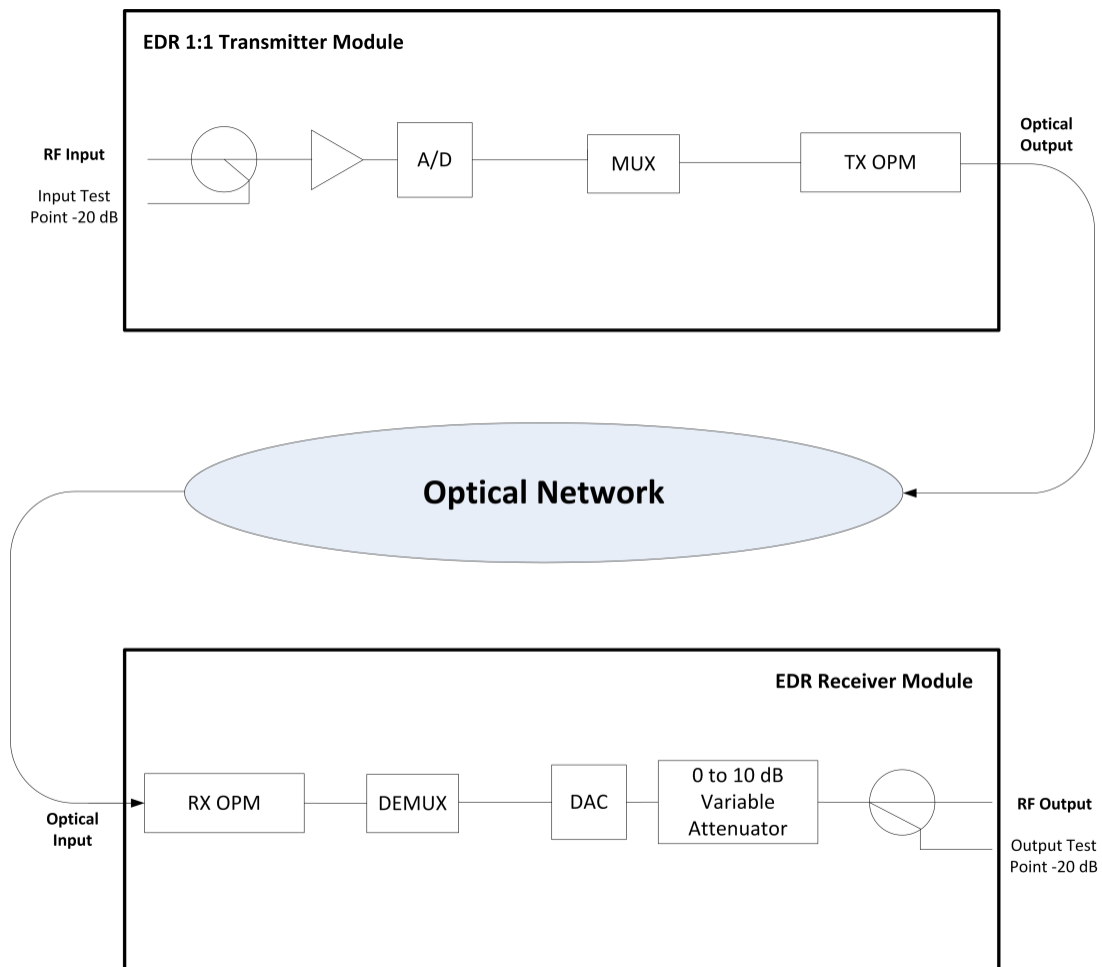 EDR 1:1 Transmitter Module
RF Input
Input Test
Point -20 dB
A/D
MUX
TX OPM
Optical
Output
Optical Network
EDR Receiver Module
Optical
Input
RX OPM
DEMUX
DAC
0 to 10 dB
Variable
Attenuator
RF Output
Output Test
Point -20 dB